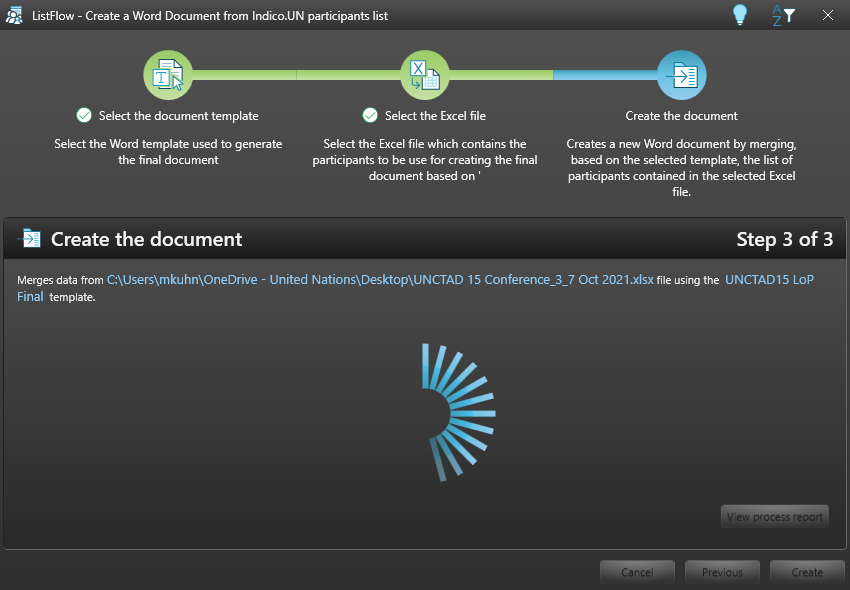 ListFlow - Create a Word Document from Indico.UN participants list
A
Z
T
X
Select the document template
Select the Excel file
Create the document
Select the Word template used to generate
the final document
Select the Excel file which contains the
participants to be use for creating the final
document based on '
Creates a new Word document by merging,
based on the selected template, the list of
participants contained in the selected Excel
file.
Create the document
Step 3 of 3
Merges data from C:\Users\mkuhn\OneDrive - United Nations\Desktop\UNCTAD 15 Conference_3_7 Oct 2021.xlsx file using the UNCTAD15 LoP
Final template.
View process report
Cancel
Previous
Create